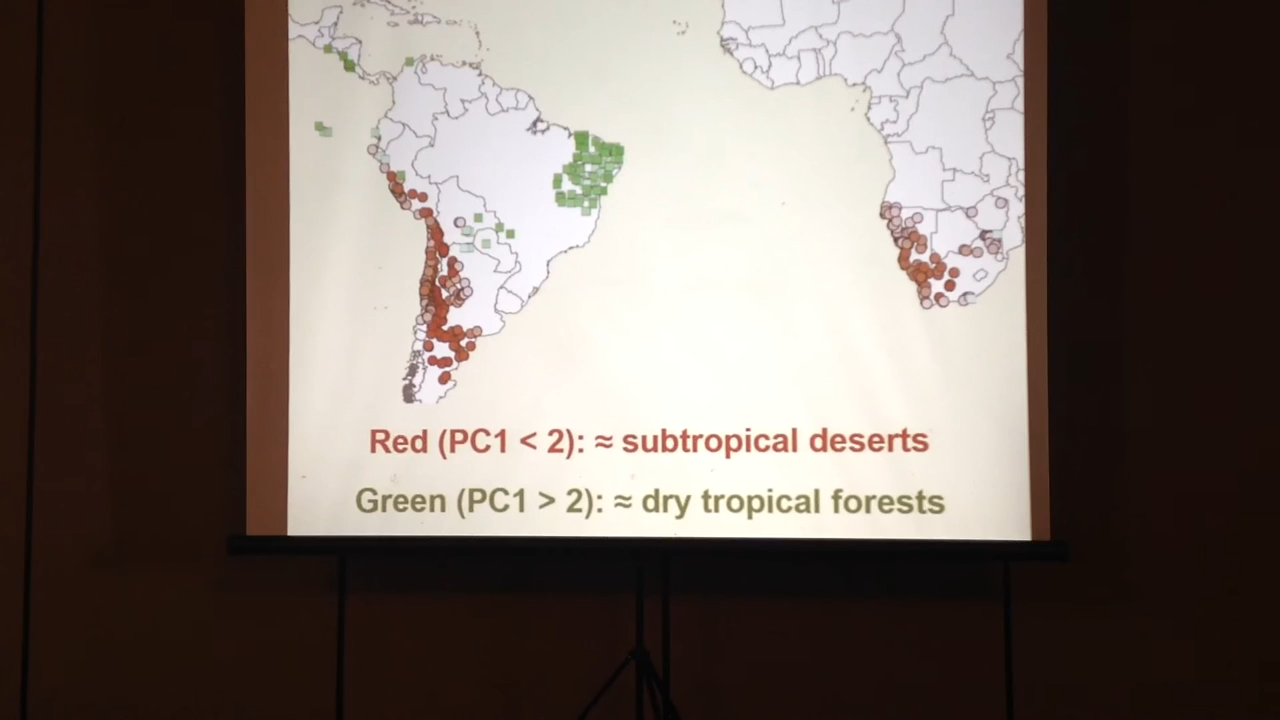 Red (PC1 < 2): ≈ subtropical deserts
Green (PC1 > 2): ≈ dry tropical forests